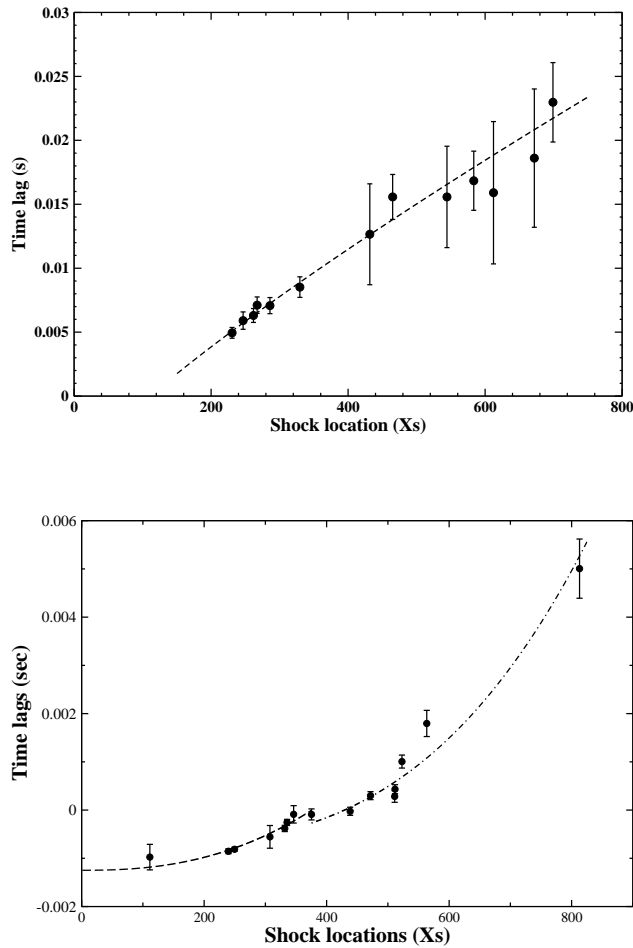 0.03
0.025
0.02
0.015
0.01
0.005
0
Time lag (s)
0 200 400 600 800
Shock location (Xs)
0.006
0.004
0.002
0
-0.002
Time lags (sec)
0 200 400 600 800
Shock locations (Xs)